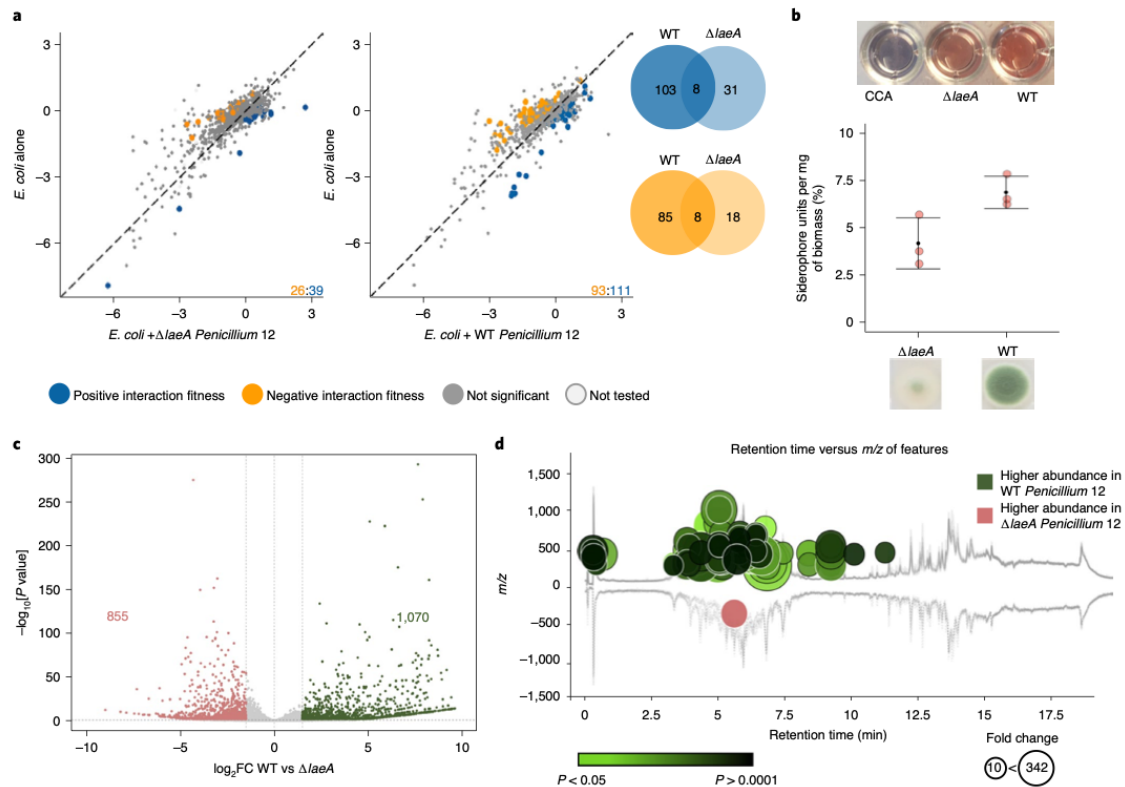 a
3
0
−3
−6
E. coli alone
−6
−3
0
3
26:39
E. coli +ΔlaeA Penicillium 12
3
0
−3
−6
E. coli alone
−6
−3
0
3
93:111
E. coli + WT Penicillium 12
WT
ΔlaeA
103
8
31
WT
ΔlaeA
85
8
18
Positive interaction fitness
Negative interaction fitness
Not significant
Not tested
b
CCA
ΔlaeA
WT
10
7.5
5
2.5
0
Siderophore units per mg
of biomass (%)
ΔlaeA
WT
c
300
250
200
150
100
50
0
−log10[P value]
855
1,070
−10
−5
0
5
10
log2FC WT vs ΔlaeA
d
Retention time versus m/z of features
Higher abundance in
WT Penicillium 12
Higher abundance in
ΔlaeA Penicillium 12
1,500
1,000
500
0
−500
−1,000
−1,500
m/z
0
2.5
5.0
7.5
10
12.5
15
17.5
Retention time (min)
P < 0.05
P > 0.0001
Fold change
10 < 342